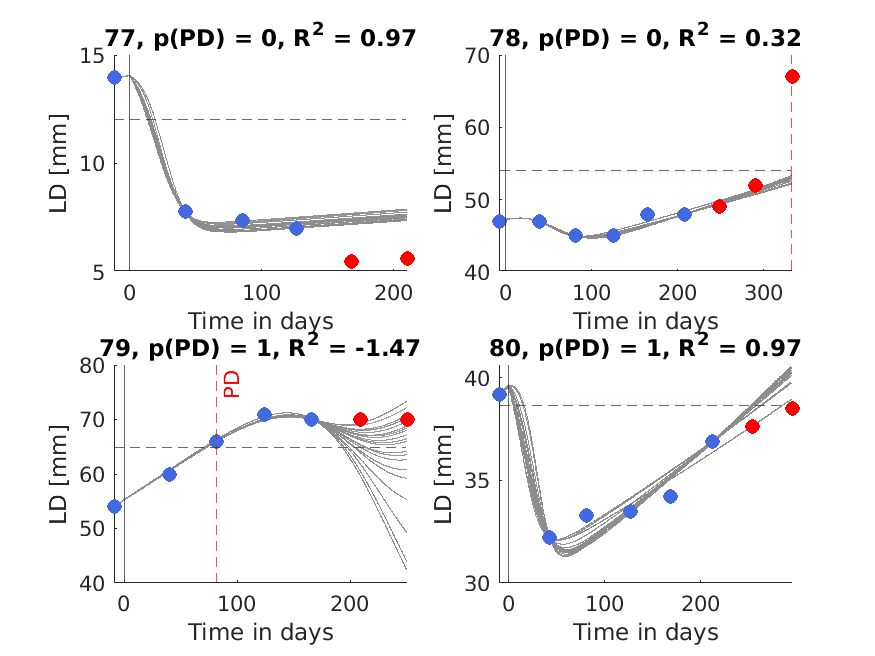 77, p(PD) = 0, R² = 0.97
15
10
5
LD [mm]
0
100
200
Time in days
78, p(PD) = 0, R² = 0.32
70
60
50
40
LD [mm]
0
100
200
300
Time in days
79, p(PD) = 1, R² = -1.47
80
70
60
50
40
LD [mm]
PD
0
100
200
Time in days
80, p(PD) = 1, R² = 0.97
40
35
30
LD [mm]
0
100
200
Time in days